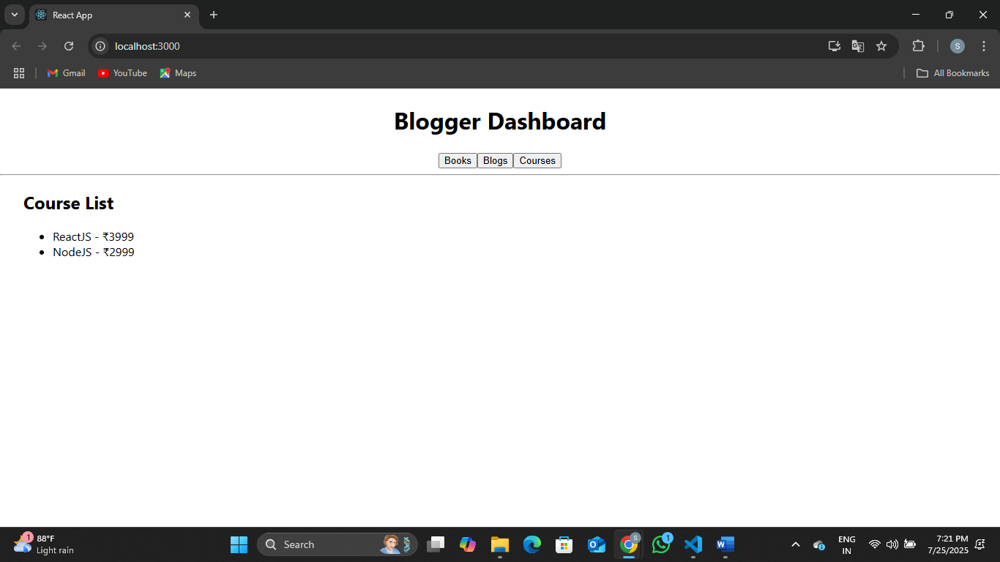 React App
localhost:3000
S
Gmail
YouTube
Maps
All Bookmarks
Blogger Dashboard
Books
Blogs
Courses
Course List
ReactJS - ₹3999
NodeJS - ₹2999
1
88°F
Light rain
Search
S
1
ENG
IN
7:21 PM
7/25/2025